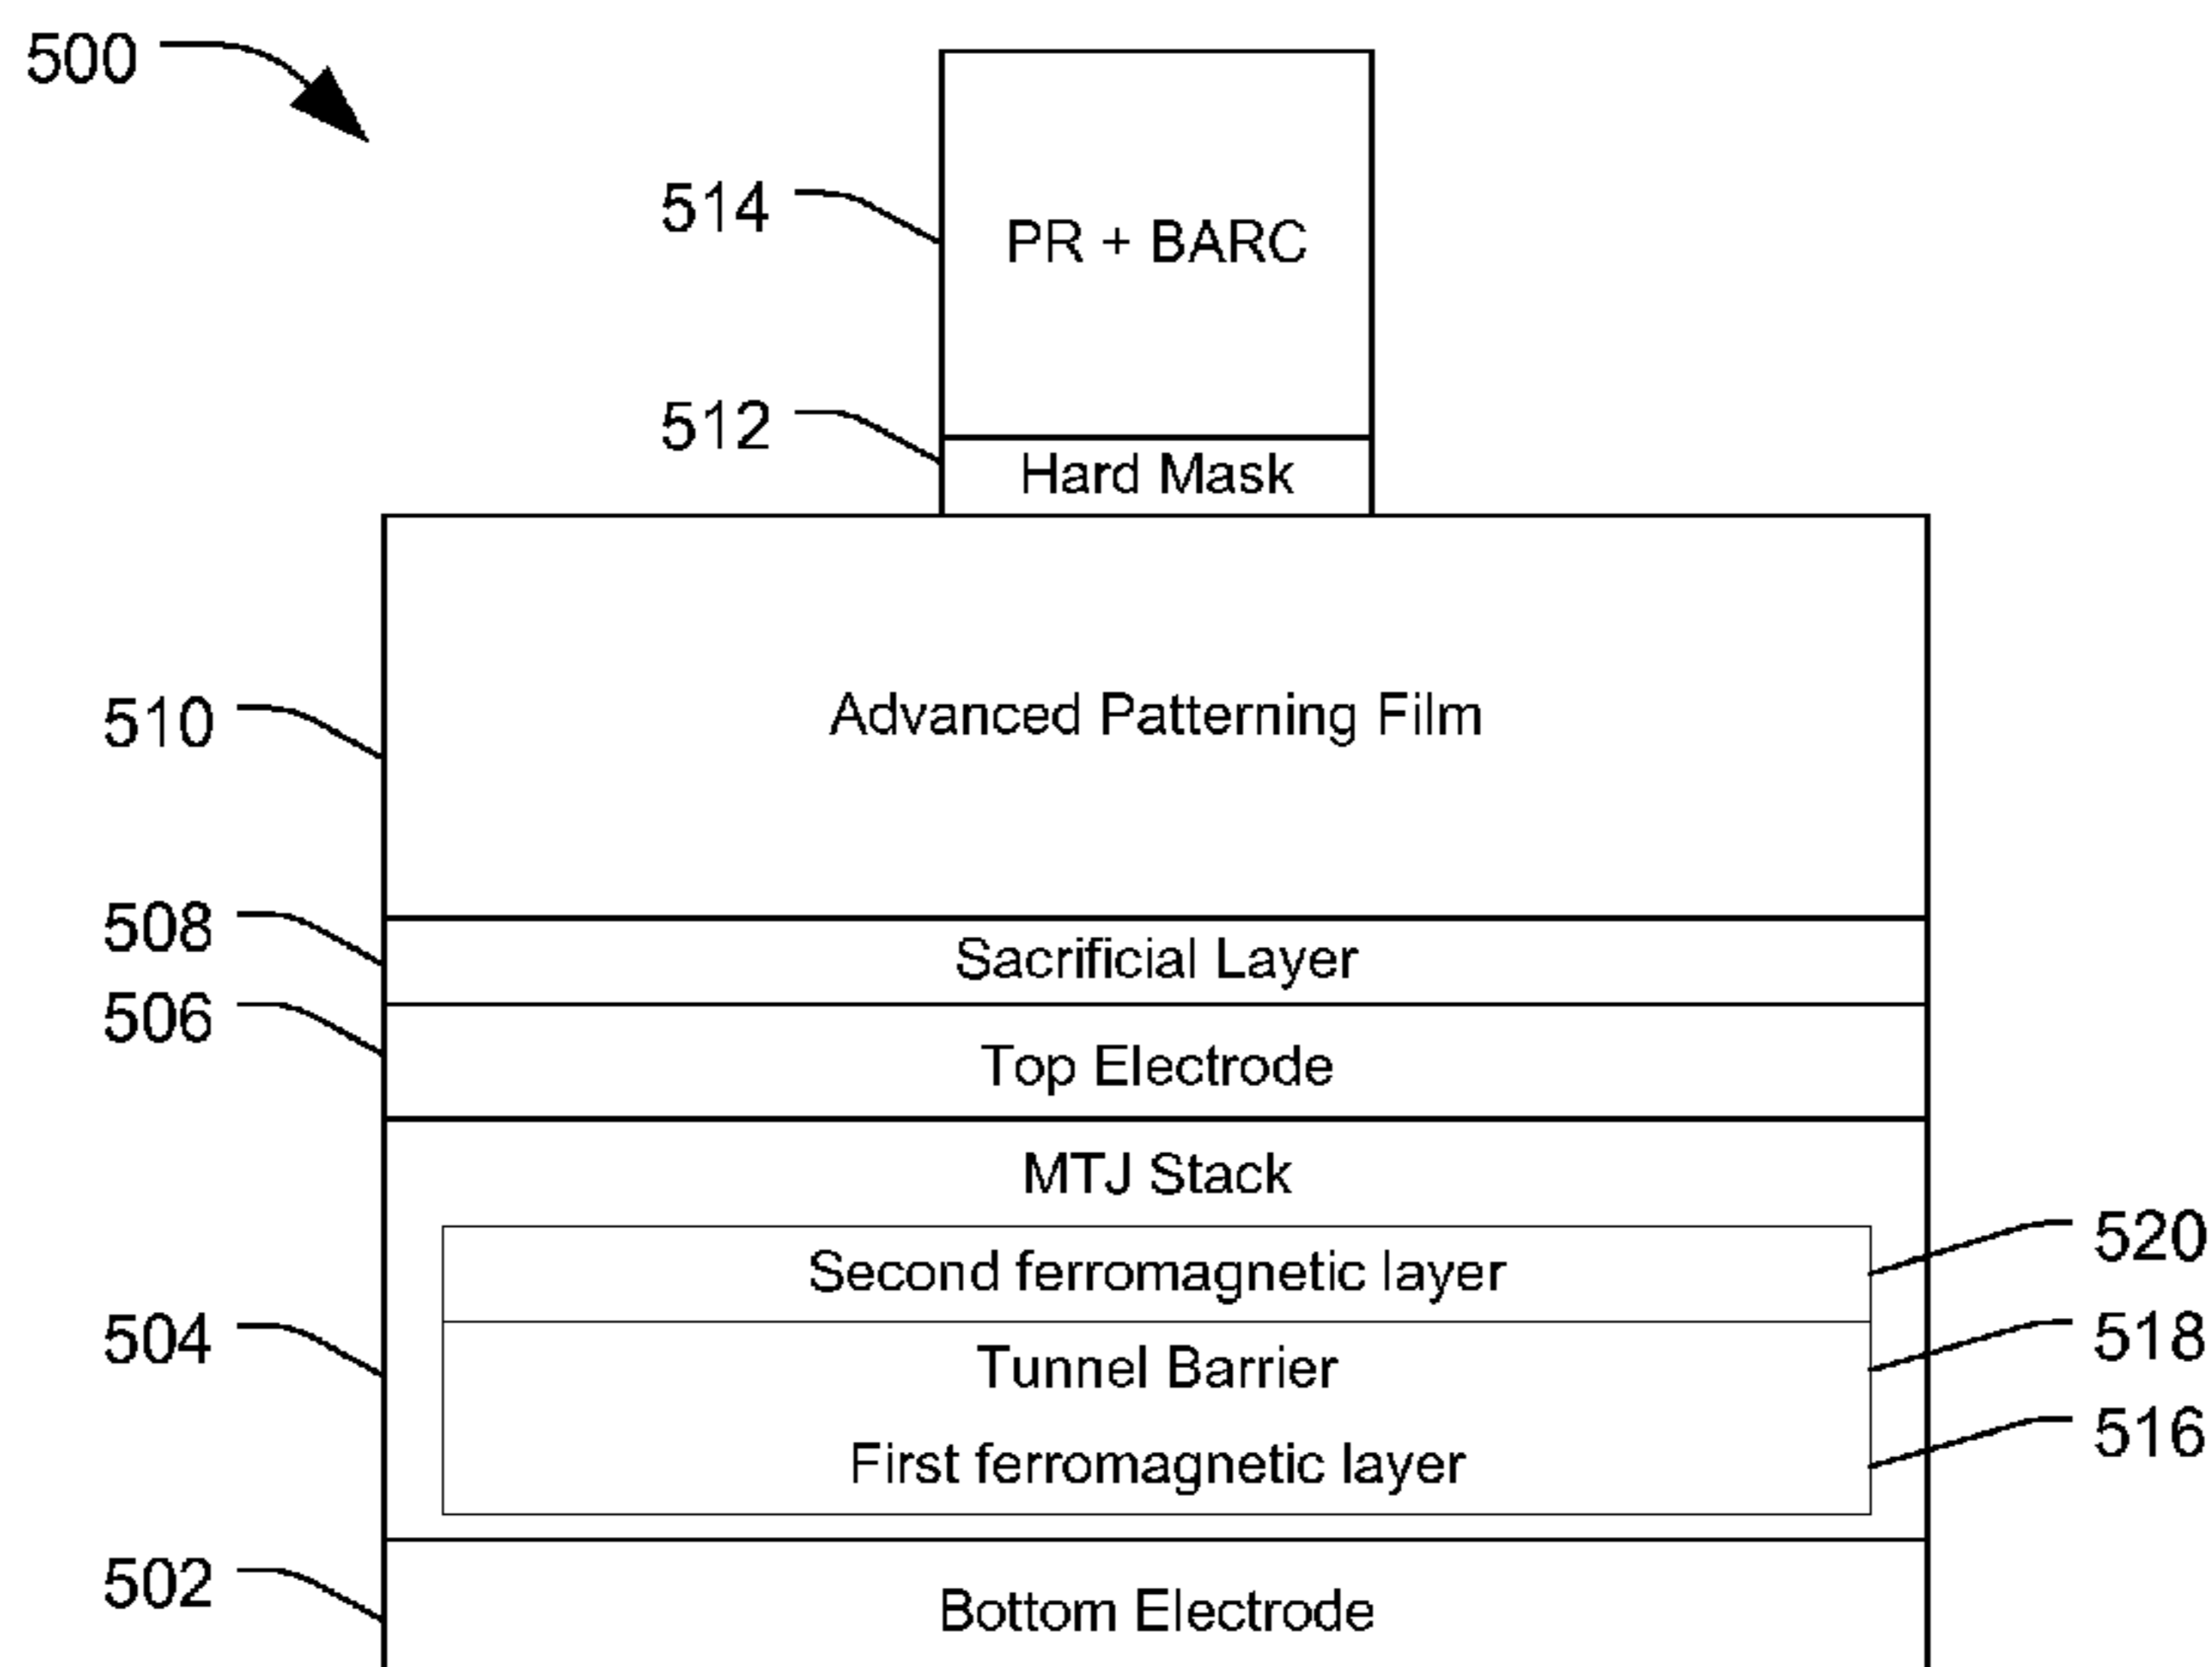 500
514
PR + BARC
512
Hard Mask
510
Advanced Patterning Film
508
Sacrificial Layer
506
Top Electrode
MTJ Stack
520
Second ferromagnetic layer
504
518
Tunnel Barrier
516
First ferromagnetic layer
502
Bottom Electrode